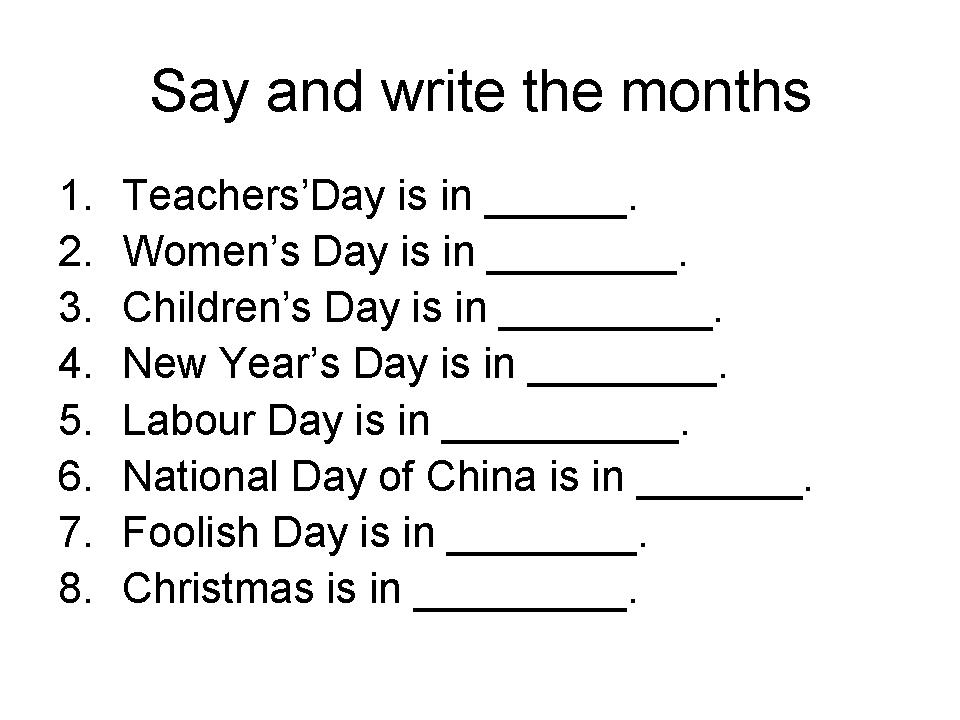 Say and write the months
1. Teachers’Day is in ______.
2. Women’s Day is in ________.
3. Children’s Day is in _________.
4. New Year’s Day is in ________.
5. Labour Day is in __________.
6. National Day of China is in _______.
7. Foolish Day is in ________.
8. Christmas is in _________.